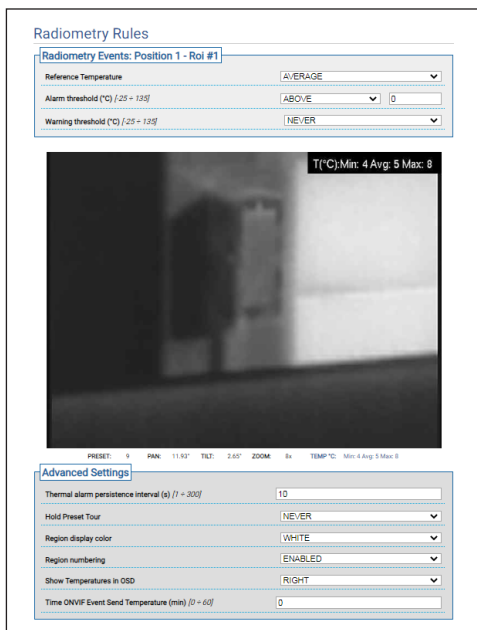 Radiometry Rules
Radiometry Events: Position 1 - Roi #1
Reference Temperature AVERAGE
Alarm threshold (°C) [-25 ÷ 135] ABOVE 0
Warning threshold (°C) [-25 ÷ 135] NEVER
T(°C):Min: 4 Avg: 5 Max: 8
PRESET: 9 PAN: 11.93° TILT: 2.65° ZOOM: 8x TEMP °C: Min: 4 Avg: 5 Max: 8
Advanced Settings
Thermal alarm persistence interval (s) [1 ÷ 300] 10
Hold Preset Tour NEVER
Region display color WHITE
Region numbering ENABLED
Show Temperatures in OSD RIGHT
Time ONVIF Event Send Temperature (min) [0 ÷ 60] 0